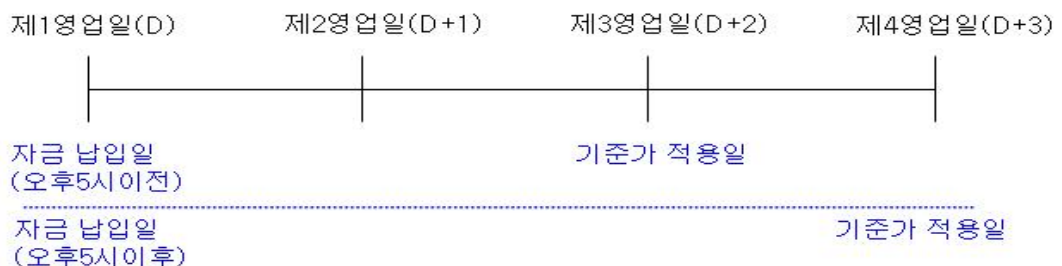 제1영업일(D) 제2영업일(D+1) 제3영업일(D+2) 제4영업일(D+3)
자금 납입일 기준가 적용일
(오후5시이전)
자금 납입일 기준가 적용일
(오후5시이후)